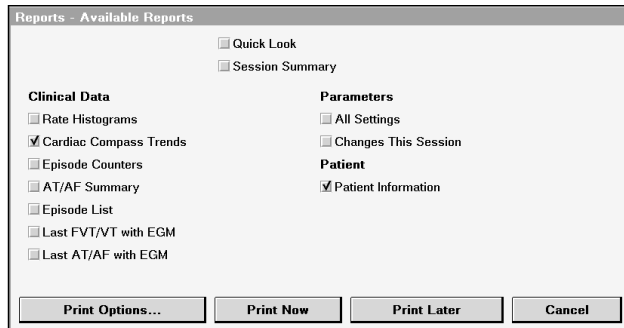 Reports - Available Reports
Quick Look
Session Summary
Clinical Data
Rate Histograms
Cardiac Compass Trends
Episode Counters
AT/AF Summary
Episode List
Last FVT/VT with EGM
Last AT/AF with EGM
Parameters
All Settings
Changes This Session
Patient
Patient Information
Print Options...
Print Now
Print Later
Cancel